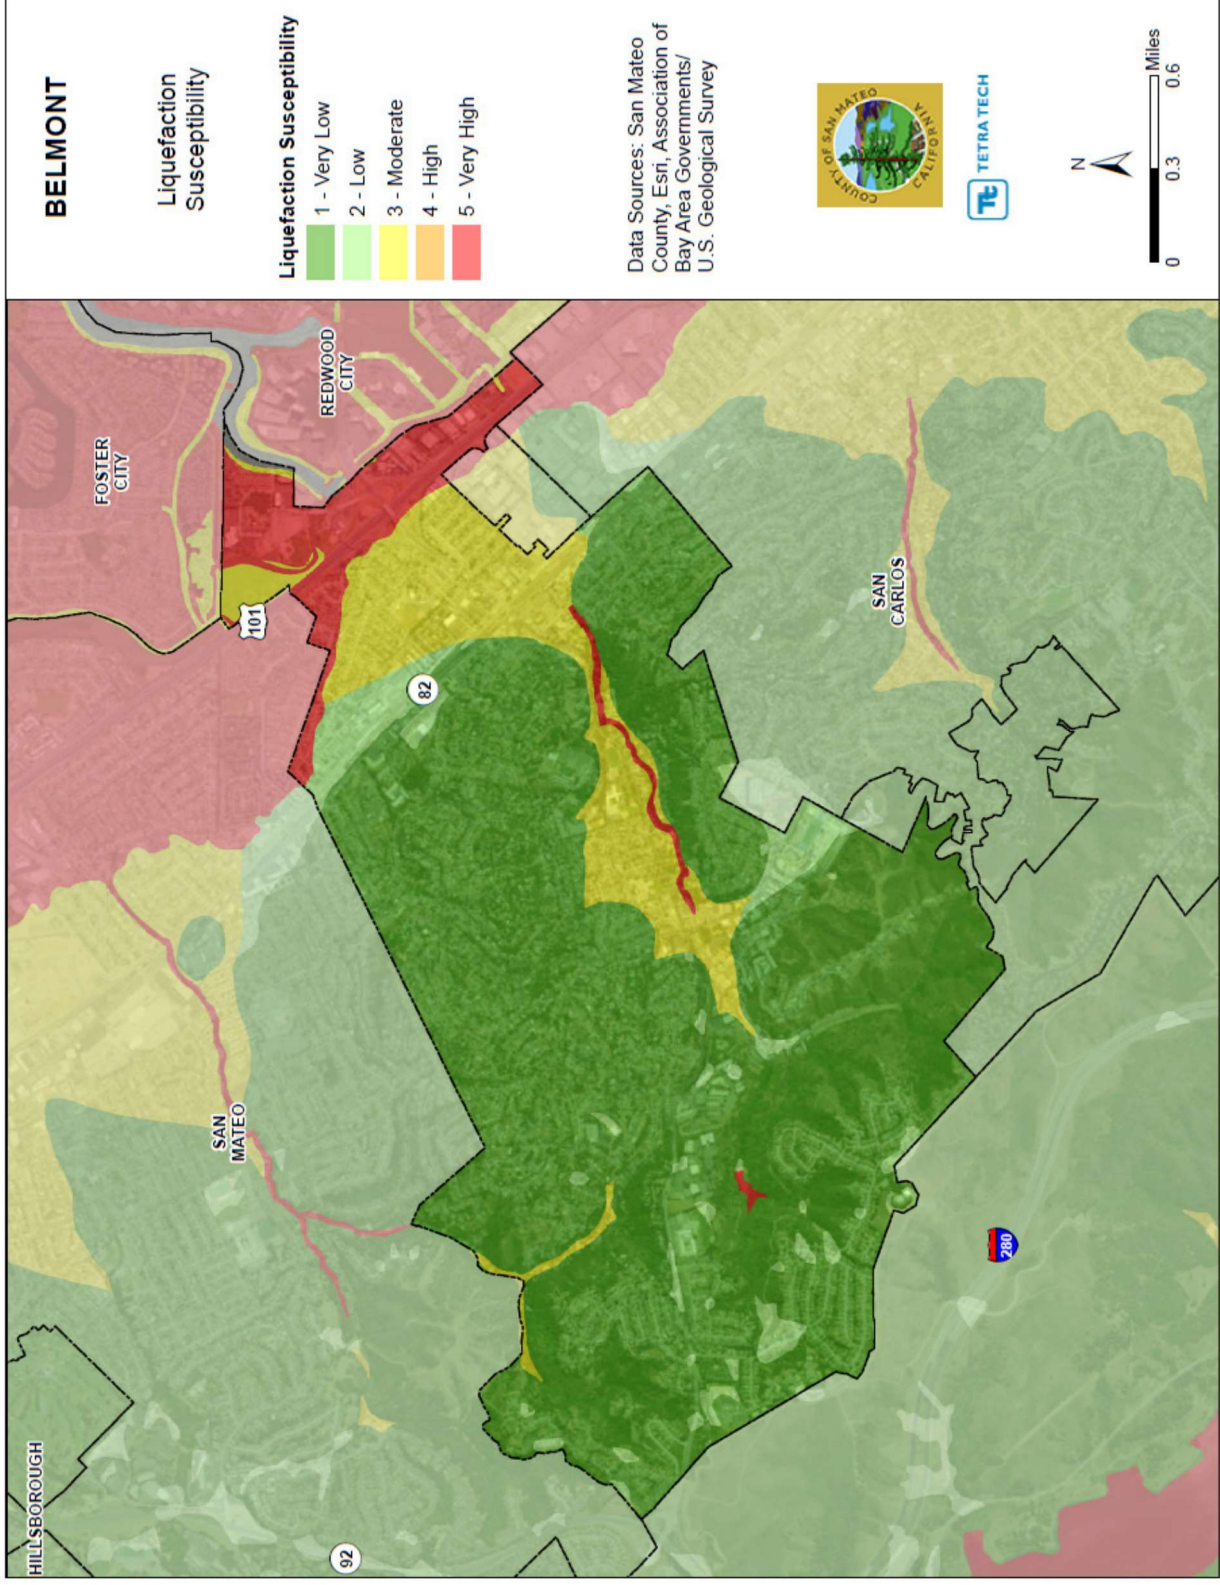 BELMONT
Liquefaction
Susceptibility
Liquefaction Susceptibility
1 - Very Low
2 - Low
3 - Moderate
4 - High
5 - Very High
Data Sources: San Mateo
County, Esri, Association of
Bay Area Governments/
U.S. Geological Survey
COUNTY OF SAN MATEO
CALIFORNIA
Tt
TETRA TECH
N
0
0.3
0.6
Miles
HILLSBOROUGH
92
SAN
MATEO
FOSTER
CITY
101
REDWOOD
CITY
82
SAN
CARLOS
280